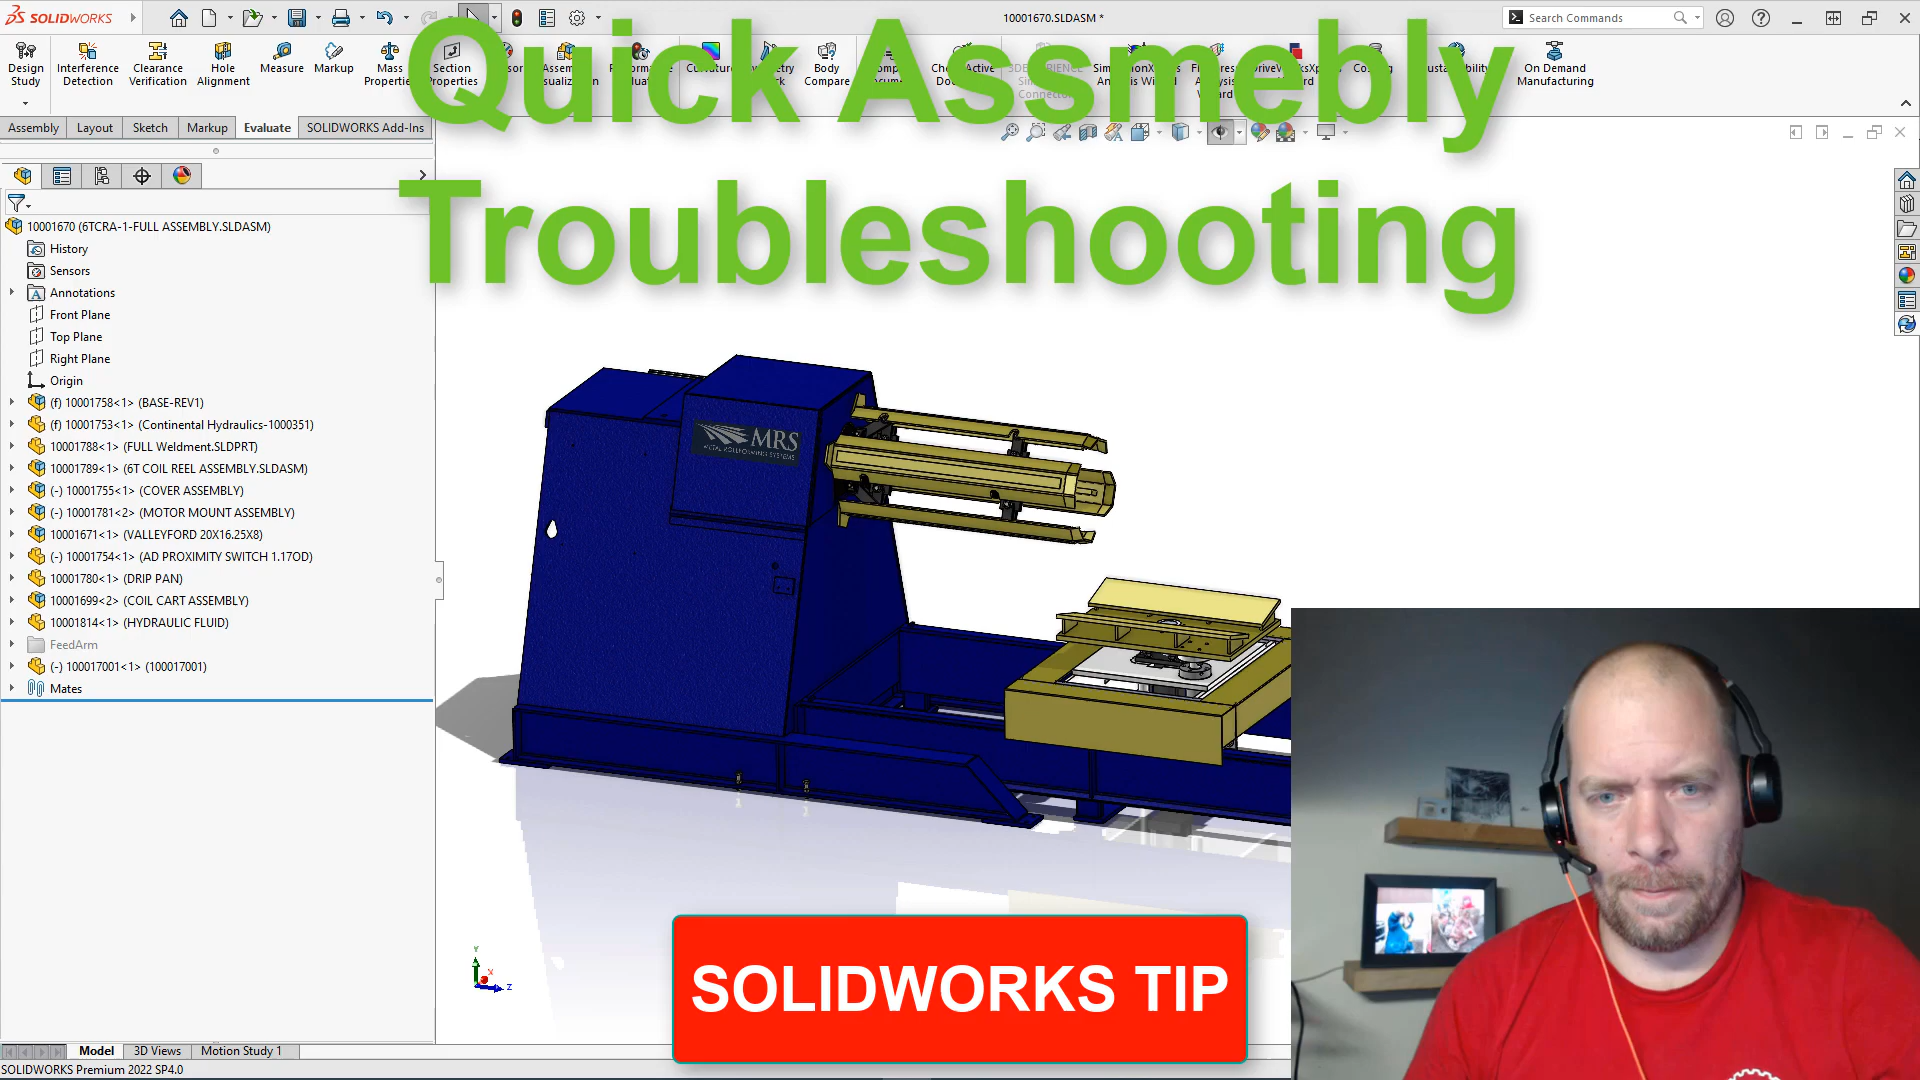 SOLIDWORKS
10001670.SLDASM *
Search Commands
Design Study
Interference Detection
Clearance Verification
Hole Alignment
Measure
Markup
Mass
Section Properties
Body Compare
On Demand Manufacturing
Quick Assmebly
Troubleshooting
Assembly
Layout
Sketch
Markup
Evaluate
SOLIDWORKS Add-Ins
10001670 (6TCRA-1-FULL ASSEMBLY.SLDASM)
History
Sensors
Annotations
Front Plane
Top Plane
Right Plane
Origin
(f) 10001758<1> (BASE-REV1)
(f) 10001753<1> (Continental Hydraulics-1000351)
10001788<1> (FULL Weldment.SLDPRT)
10001789<1> (6T COIL REEL ASSEMBLY.SLDASM)
(-) 10001755<1> (COVER ASSEMBLY)
(-) 10001781<2> (MOTOR MOUNT ASSEMBLY)
10001671<1> (VALLEYFORD 20X16.25X8)
(-) 10001754<1> (AD PROXIMITY SWITCH 1.17OD)
10001780<1> (DRIP PAN)
10001699<2> (COIL CART ASSEMBLY)
10001814<1> (HYDRAULIC FLUID)
FeedArm
(-) 100017001<1> (100017001)
Mates
MRS
METAL ROLLFORMING SYSTEMS
Y
X
Z
SOLIDWORKS TIP
Model
3D Views
Motion Study 1
SOLIDWORKS Premium 2022 SP4.0